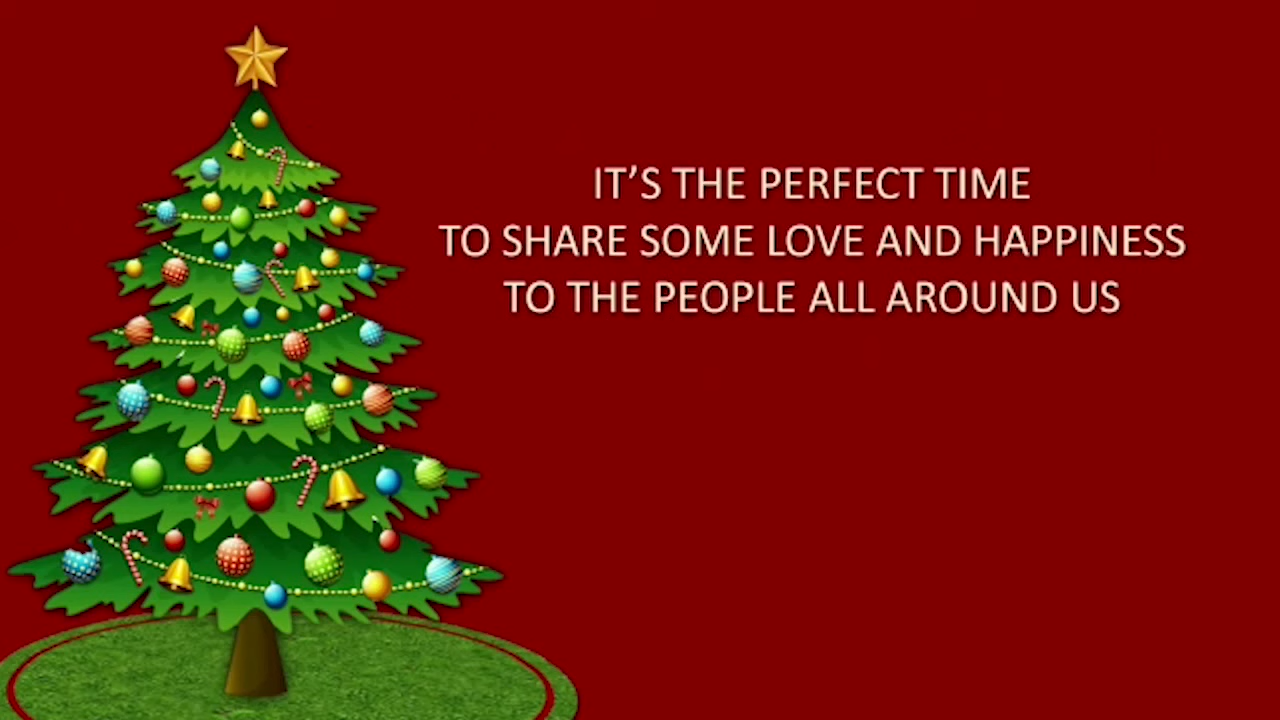 IT’S THE PERFECT TIME
TO SHARE SOME LOVE AND HAPPINESS
TO THE PEOPLE ALL AROUND US